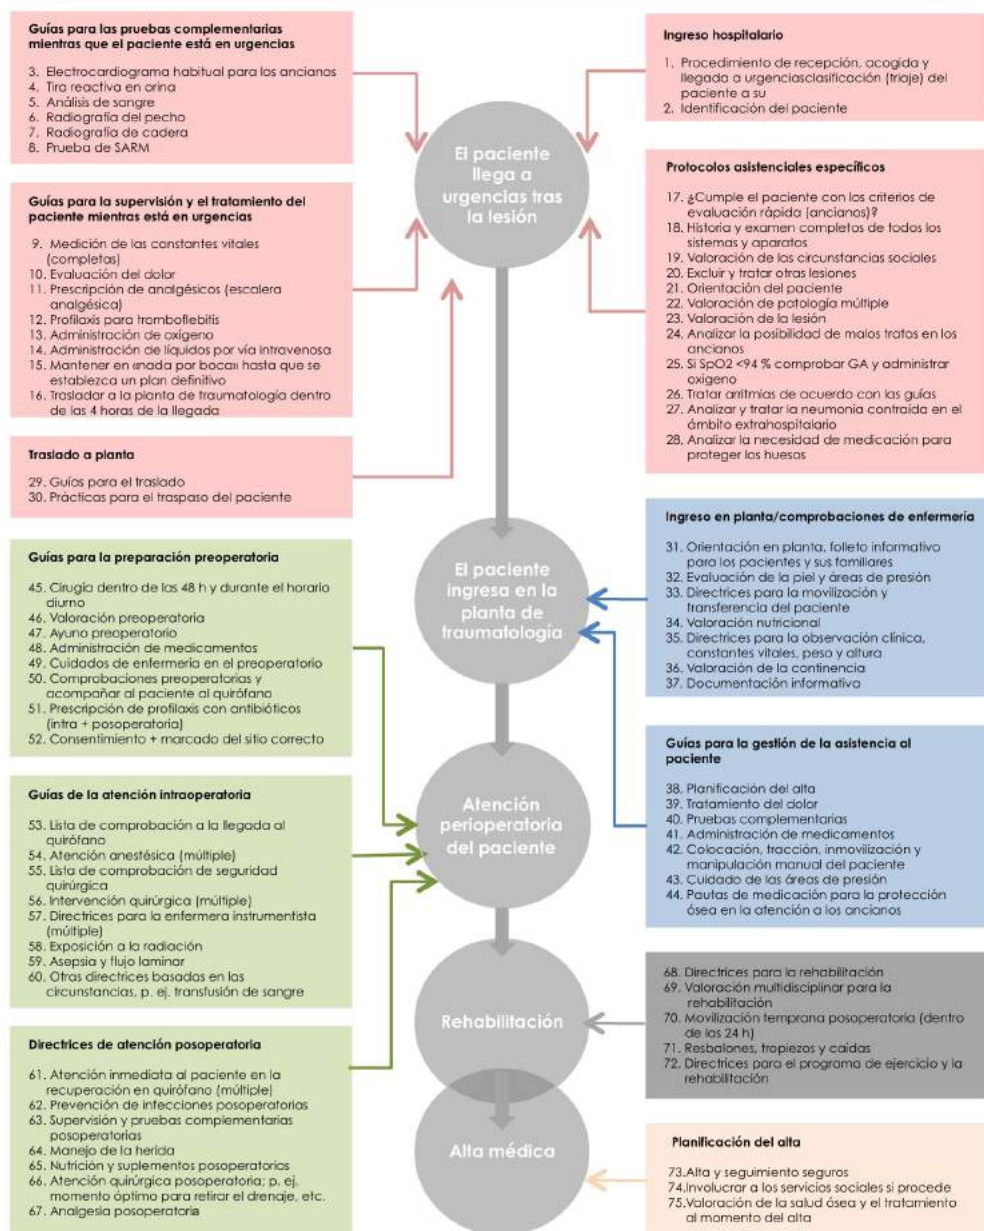 Guías para las pruebas complementarias
mientras que el paciente está en urgencias
3. Electrocardiograma habitual para los ancianos
4. Tira reactiva en orina
5. Análisis de sangre
6. Radiografía del pecho
7. Radiografía de cadera
8. Prueba de SARM
Ingreso hospitalario
1. Procedimiento de recepción, acogida y
llegada a urgenciasclasificación (triaje) del
paciente a su
2. Identificación del paciente
El paciente
llega a
urgencias tras
la lesión
Guías para la supervisión y el tratamiento del
paciente mientras está en urgencias
9. Medición de las constantes vitales
(completas)
10. Evaluación del dolor
11. Prescripción de analgésicos (escalera
analgésica)
12. Profilaxis para tromboflebitis
13. Administración de oxígeno
14. Administración de líquidos por vía intravenosa
15. Mantener en «nada por boca» hasta que se
establezca un plan definitivo
16. Trasladar a la planta de traumatología dentro
de las 4 horas de la llegada
Protocolos asistenciales específicos
17. ¿Cumple el paciente con los criterios de
evaluación rápida (ancianos)?
18. Historia y examen completos de todos los
sistemas y aparatos
19. Valoración de las circunstancias sociales
20. Excluir y tratar otras lesiones
21. Orientación del paciente
22. Valoración de patología múltiple
23. Valoración de la lesión
24. Analizar la posibilidad de malos tratos en los
ancianos
25. Si SpO2 <94 % comprobar GA y administrar
oxígeno
26. Tratar arritmias de acuerdo con las guías
27. Analizar y tratar la neumonía contraída en el
ámbito extrahospitalario
28. Analizar la necesidad de medicación para
proteger los huesos
Traslado a planta
29. Guías para el traslado
30. Prácticas para el traspaso del paciente
Guías para la preparación preoperatoria
45. Cirugía dentro de las 48 h y durante el horario
diurno
46. Valoración preoperatoria
47. Ayuno preoperatorio
48. Administración de medicamentos
49. Cuidados de enfermería en el preoperatorio
50. Comprobaciones preoperatorias y
acompañar al paciente al quirófano
51. Prescripción de profilaxis con antibióticos
(intra + posoperatoria)
52. Consentimiento + marcado del sitio correcto
El paciente
ingresa en la
planta de
traumatología
Ingreso en planta/comprobaciones de enfermería
31. Orientación en planta, folleto informativo
para los pacientes y sus familiares
32. Evaluación de la piel y áreas de presión
33. Directrices para la movilización y
transferencia del paciente
34. Valoración nutricional
35. Directrices para la observación clínica,
constantes vitales, peso y altura
36. Valoración de la continencia
37. Documentación informativa
Guías para la gestión de la asistencia al
paciente
38. Planificación del alta
39. Tratamiento del dolor
40. Pruebas complementarias
41. Administración de medicamentos
42. Colocación, tracción, inmovilización y
manipulación manual del paciente
43. Cuidado de las áreas de presión
44. Pautas de medicación para la protección
ósea en la atención a los ancianos
Guías de la atención intraoperatoria
53. Lista de comprobación a la llegada al
quirófano
54. Atención anestésica (múltiple)
55. Lista de comprobación de seguridad
quirúrgica
56. Intervención quirúrgica (múltiple)
57. Directrices para la enfermera instrumentista
(múltiple)
58. Exposición a la radiación
59. Asepsia y flujo laminar
60. Otras directrices basadas en las
circunstancias, p. ej. transfusión de sangre
Atención
perioperatoria
del paciente
Directrices de atención posoperatoria
61. Atención inmediata al paciente en la
recuperación en quirófano (múltiple)
62. Prevención de infecciones posoperatorias
63. Supervisión y pruebas complementarias
posoperatorias
64. Manejo de la herida
65. Nutrición y suplementos posoperatorios
66. Atención quirúrgica posoperatoria; p. ej.
momento óptimo para retirar el drenaje, etc.
67. Analgesia posoperatoria
Rehabilitación
68. Directrices para la rehabilitación
69. Valoración multidisciplinar para la
rehabilitación
70. Movilización temprana posoperatoria (dentro
de los 24 h)
71. Resbalones, tropiezos y caídas
72. Directrices para el programa de ejercicio y la
rehabilitación
Alta médica
Planificación del alta
73.Alta y seguimiento seguros
74.Involucrar a los servicios sociales si procede
75.Valoración de la salud ósea y el tratamiento
al momento del alta